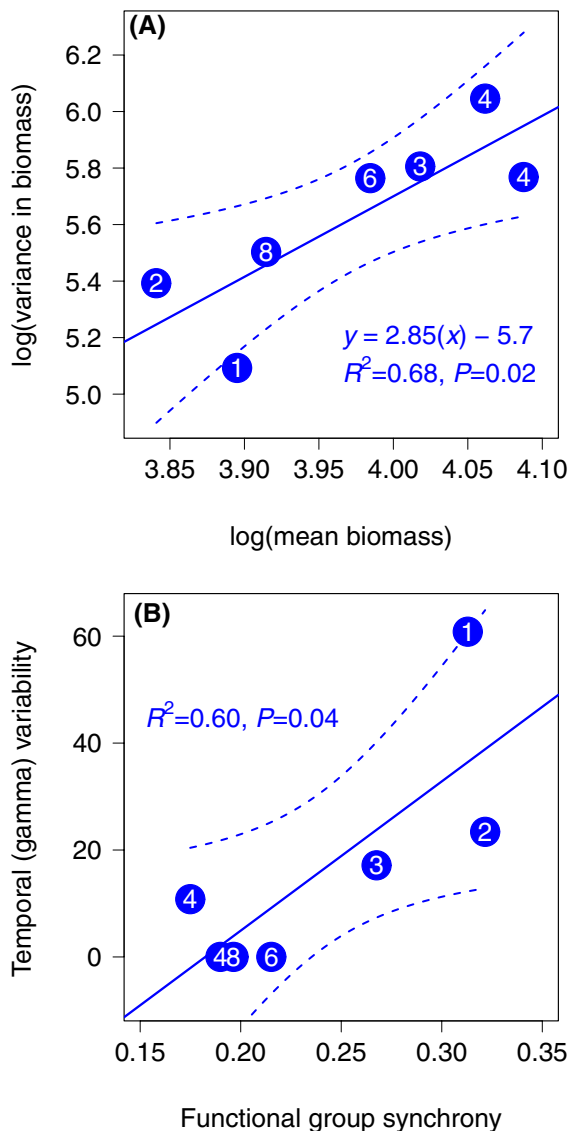 (A)
log(variance in biomass)
6.2
6.0
5.8
5.6
5.4
5.2
5.0
4
3
6
4
8
2
1
y = 2.85(x) − 5.7
R²=0.68, P=0.02
3.85 3.90 3.95 4.00 4.05 4.10
log(mean biomass)
(B)
Temporal (gamma) variability
60
40
20
0
1
R²=0.60, P=0.04
2
3
4
4 8 6
0.15 0.20 0.25 0.30 0.35
Functional group synchrony